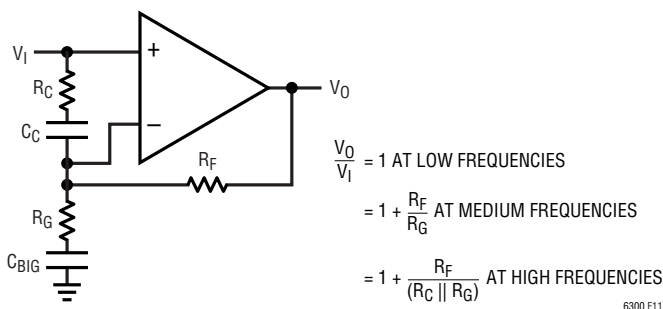 V_I
R_C
C_C
R_G
C_BIG
+
−
R_F
V_O
V_O/V_I = 1 AT LOW FREQUENCIES
= 1 + R_F/R_G AT MEDIUM FREQUENCIES
= 1 + R_F/(R_C || R_G) AT HIGH FREQUENCIES
6300 F11